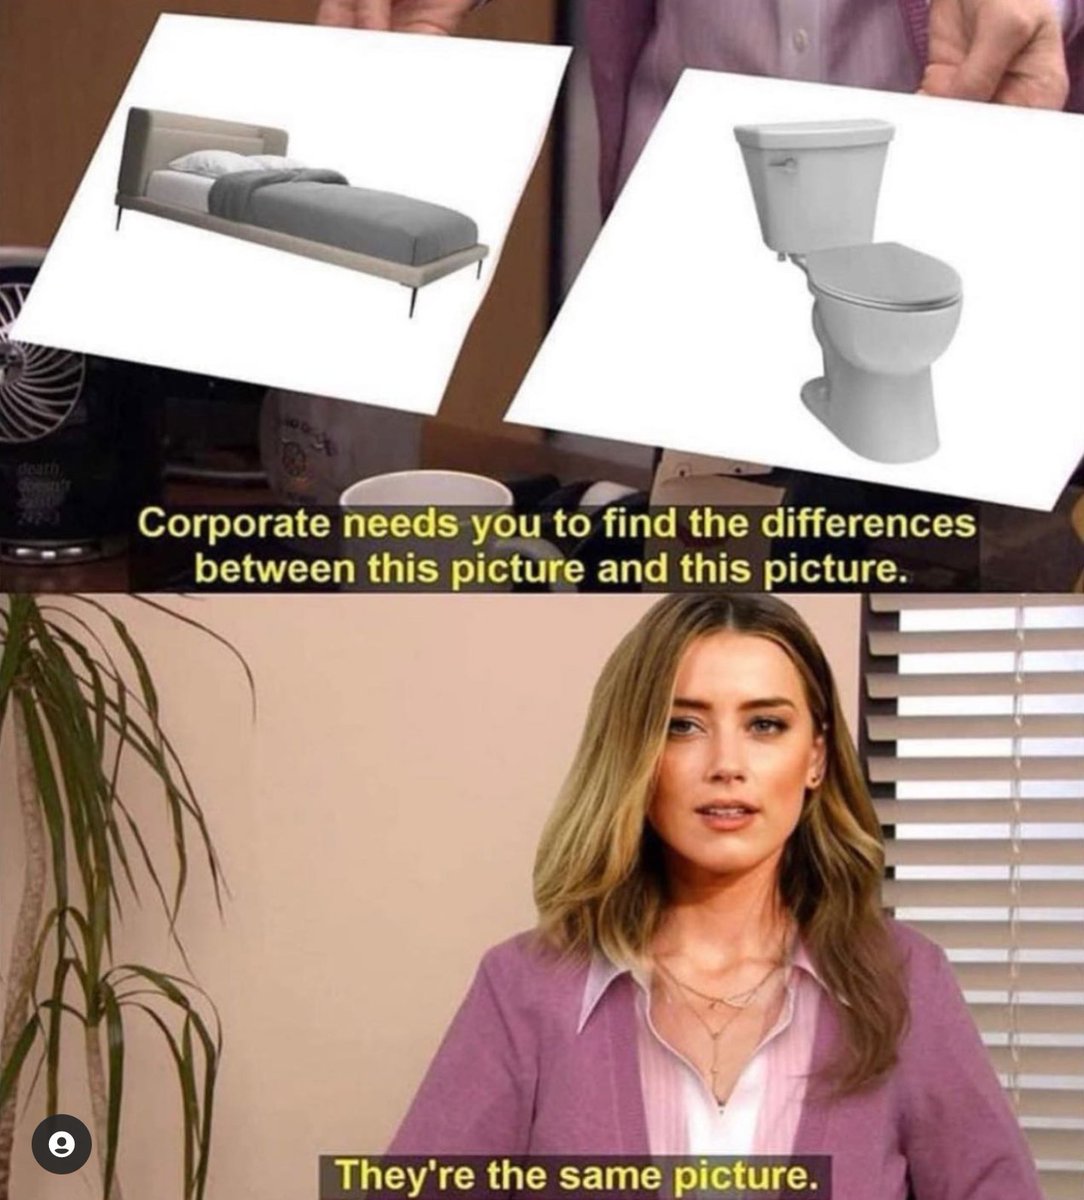 Corporate needs you to find the differences
between this picture and this picture.
They're the same picture.